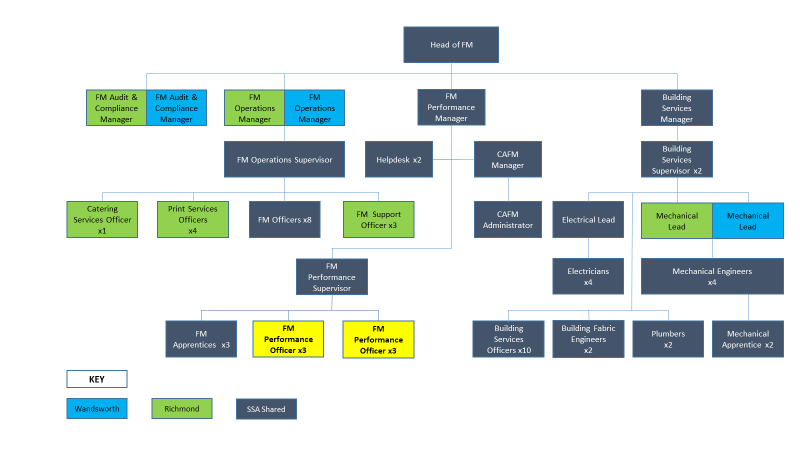 Head of FM
FM Audit &
Compliance
Manager
FM Audit &
Compliance
Manager
FM
Operations
Manager
FM
Operations
Manager
FM
Performance
Manager
Building
Services
Manager
FM Operations Supervisor
Helpdesk x2
CAFM
Manager
Building
Services
Supervisor x2
Catering
Services Officer
x1
Print Services
Officers
x4
FM Officers x8
FM Support
Officer x3
CAFM
Administrator
Electrical Lead
Mechanical
Lead
Mechanical
Lead
FM
Performance
Supervisor
Electricians
x4
Mechanical Engineers
x4
FM
Apprentices x3
FM
Performance
Officer x3
FM
Performance
Officer x3
Building
Services
Officers x10
Building Fabric
Engineers
x2
Plumbers
x2
Mechanical
Apprentice x2
KEY
Wandsworth
Richmond
SSA Shared